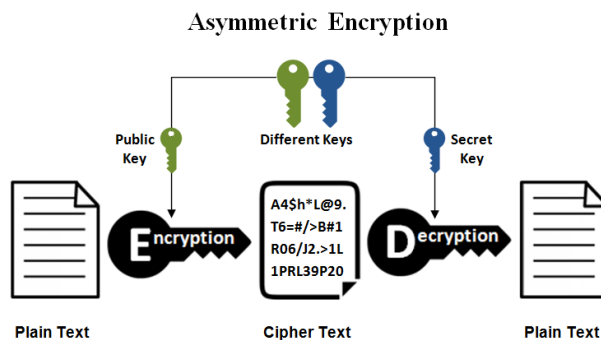 Asymmetric Encryption
Public
Key
Different Keys
Secret
Key
A4$h*L@9.
T6=#/>B#1
R06/J2.>1L
1PRL39P20
Encryption
Decryption
Plain Text
Cipher Text
Plain Text